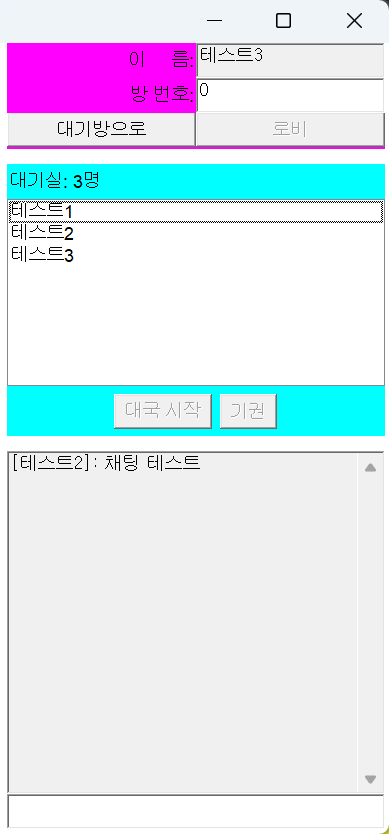 이 름: 테스트3
방 번호: 0
대기방으로 로비
대기실: 3명
테스트1
테스트2
테스트3
대국 시작 기권
[테스트2]: 채팅 테스트